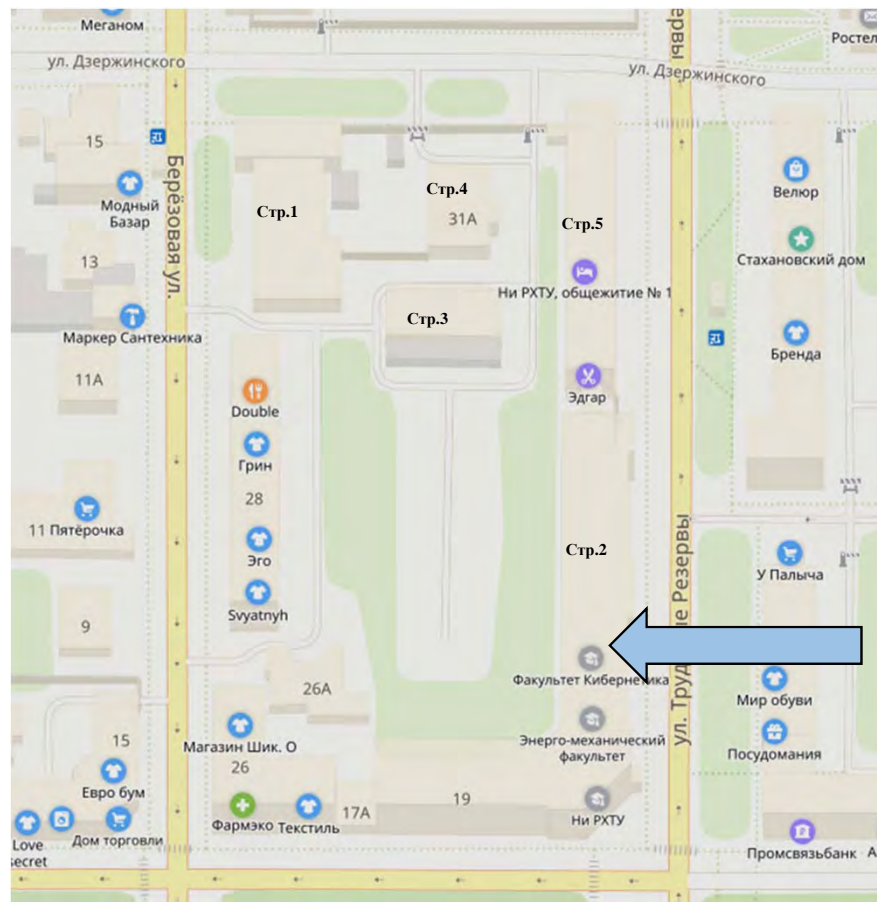 Меганом
ервы
Ростел
ул. Дзержинского
ул. Дзержинского
15
Берёзовая ул.
Модный
Базар
Стр.1
Стр.4
31А
Стр.5
Велюр
Стахановский дом
13
Ни РХТУ, общежитие № 1
Маркер Сантехника
Стр.3
Бренда
11А
Double
Эдгар
Грин
28
11 Пятёрочка
Эго
Стр.2
У Палыча
Svyatnyh
9
Факультет Кибернетика
ул. Труд
ые Резервы
26А
Мир обуви
15
Магазин Шик. О
Энерго-механический
факультет
Посудомания
26
Евро бум
19
17А
Ни РХТУ
Love
secret
Дом торговли
Фармэко
Текстиль
Промсвязьбанк
А